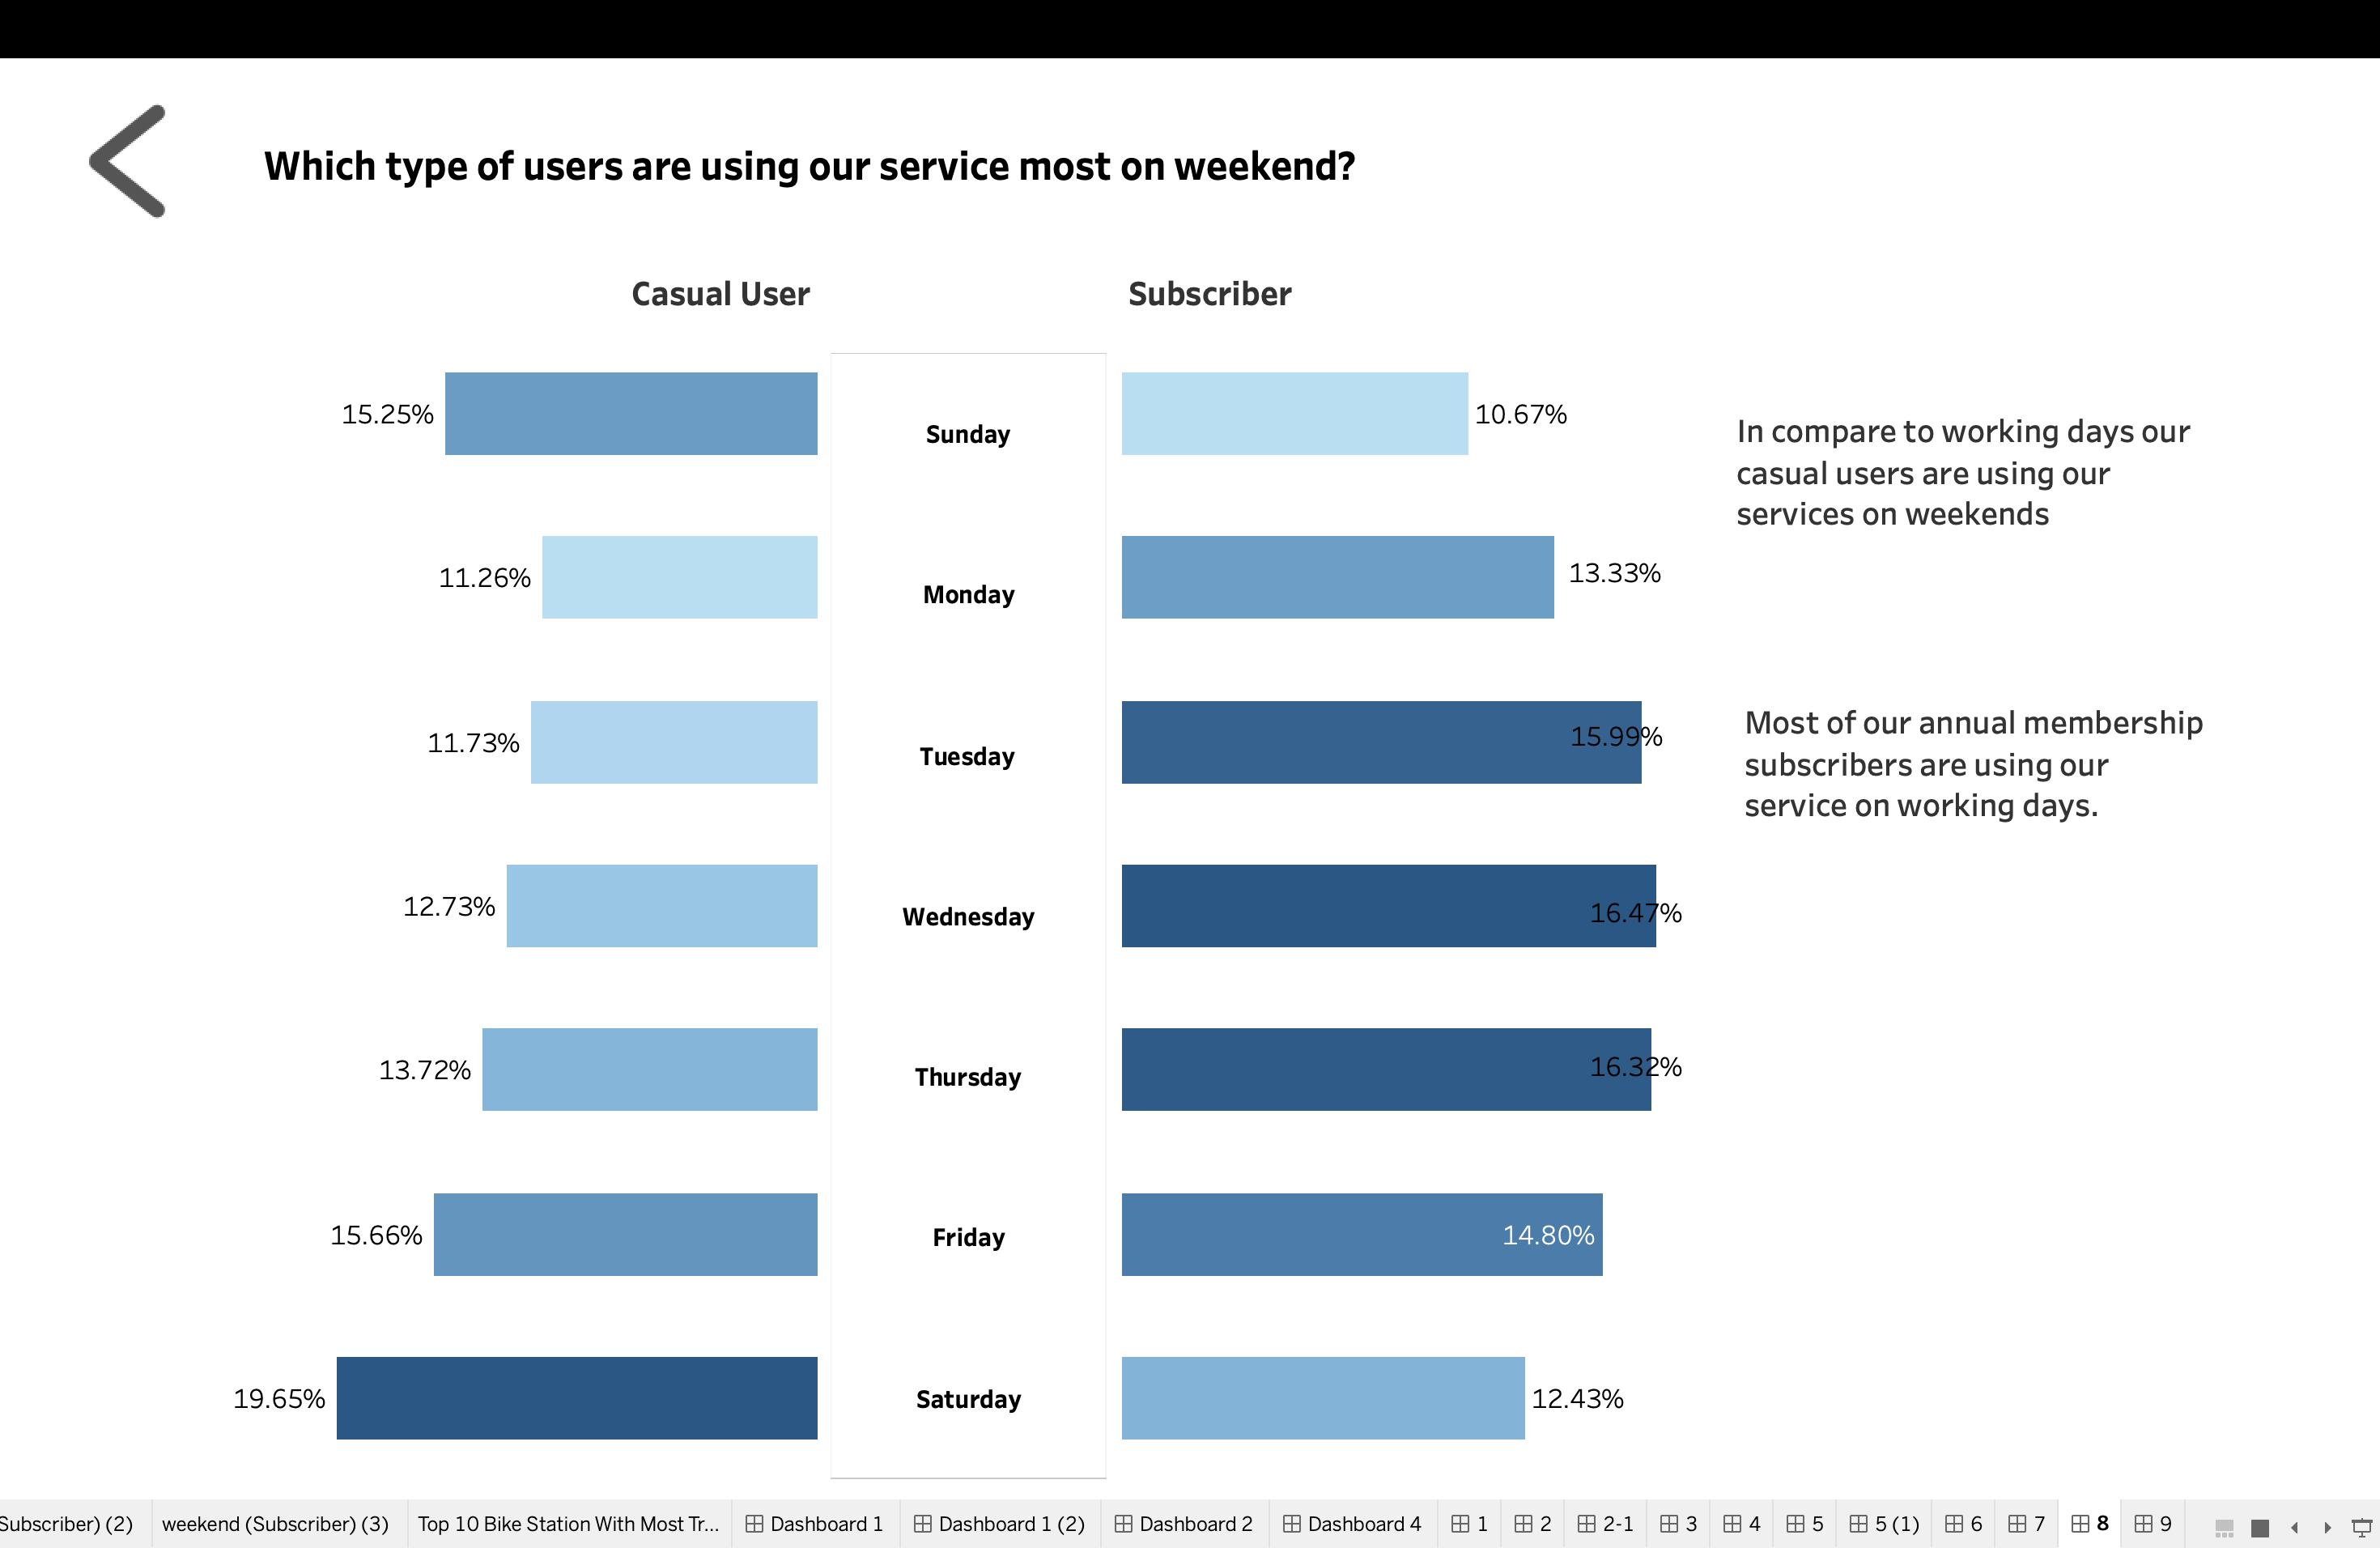 Which type of users are using our service most on weekend?
Casual User
Subscriber
15.25%
Sunday
10.67%
In compare to working days our
casual users are using our
services on weekends
11.26%
Monday
13.33%
11.73%
Tuesday
15.99%
Most of our annual membership
subscribers are using our
service on working days.
12.73%
Wednesday
16.47%
13.72%
Thursday
16.32%
15.66%
Friday
14.80%
19.65%
Saturday
12.43%
Subscriber) (2)
weekend (Subscriber) (3)
Top 10 Bike Station With Most Tr...
Dashboard 1
Dashboard 1 (2)
Dashboard 2
Dashboard 4
1
2
2-1
3
4
5
5 (1)
6
7
8
9